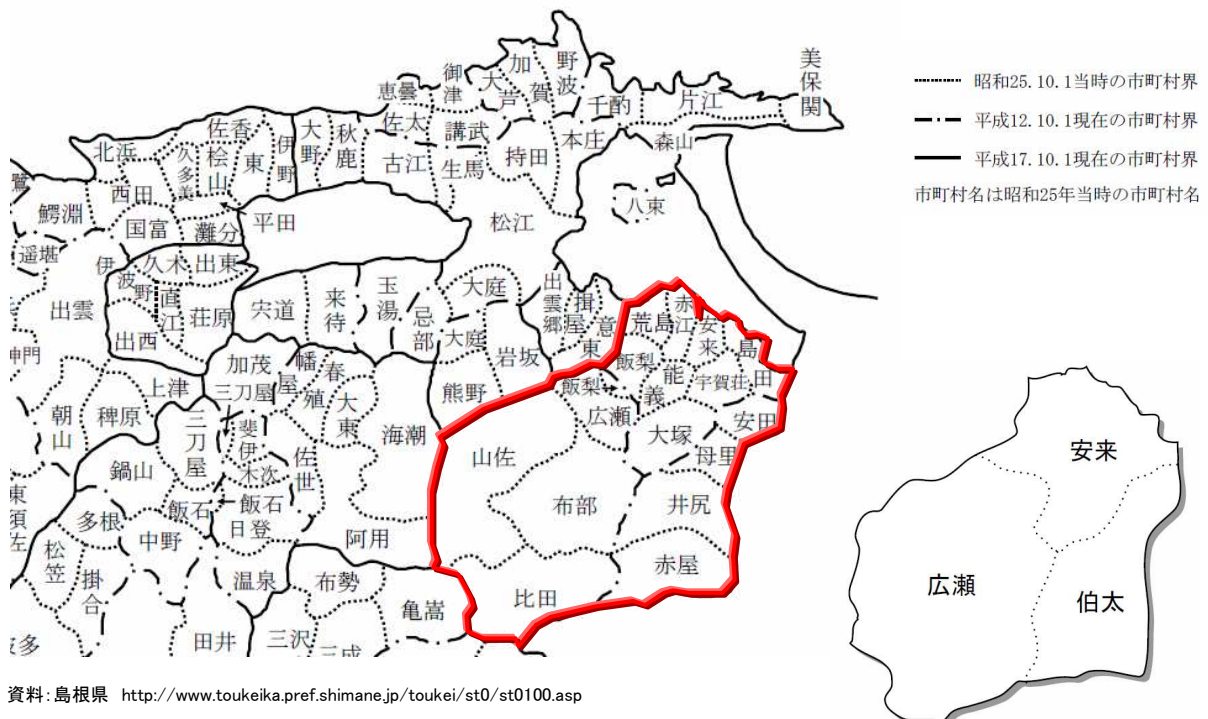 美保関
野波
加賀
大芦
御津
恵曇
千酌
片江
佐太
講武
本庄
森山
佐香
大野
秋鹿
伊野
古江
生馬
持田
北浜
久多美
桧山
東
西田
鰐淵
鷺
国富
灘分
平田
松江
八束
遥堪
伊波野
久木
出東
直江
荘原
出雲
出西
宍道
来待
玉湯
忌部
大庭
大庭
出雲郷
揖屋
意東
荒島
赤江
安来
島田
岩坂
飯梨
飯梨
能義
宇賀荘
熊野
広瀬
大塚
安田
母里
上津
加茂
三刀屋
幡屋
春殖
大東
海潮
朝山
稗原
三刀屋
斐伊
木次
佐世
鍋山
飯石
飯石
日登
阿用
山佐
布部
井尻
赤屋
比田
東須佐
多根
中野
松笠
掛合
温泉
布勢
亀嵩
田井
三沢
昭和25.10.1当時の市町村界
平成12.10.1現在の市町村界
平成17.10.1現在の市町村界
市町村名は昭和25年当時の市町村名
安来
広瀬
伯太
資料：島根県 http://www.toukeika.pref.shimane.jp/toukei/st0/st0100.asp